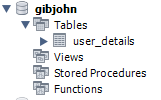 gibjohn
Tables
user_details
Views
Stored Procedures
Functions